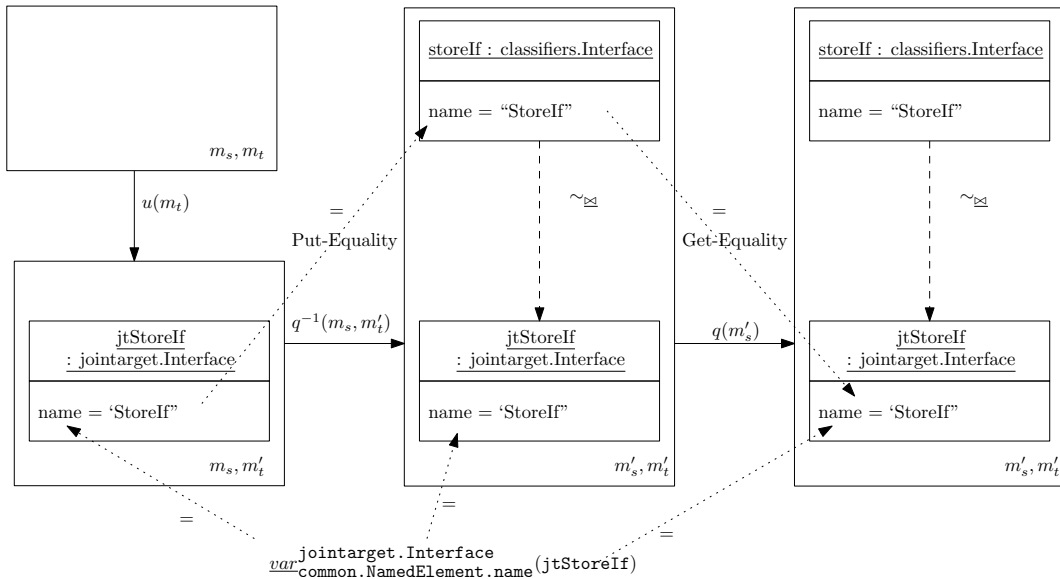 storeIf : classifiers.Interface
storeIf : classifiers.Interface
name = “StoreIf”
name = “StoreIf”
m_s, m_t
u(m_t)
∼_⋈
∼_⋈
=
=
Put-Equality
Get-Equality
q^{-1}(m_s, m'_t)
q(m'_s)
jtStoreIf
: jointarget.Interface
jtStoreIf
: jointarget.Interface
jtStoreIf
: jointarget.Interface
name = ‘StoreIf”
name = ‘StoreIf”
name = ‘StoreIf”
m_s, m'_t
m'_s, m'_t
m'_s, m'_t
=
=
=
var^{jointarget.Interface}_{common.NamedElement.name}(jtStoreIf)